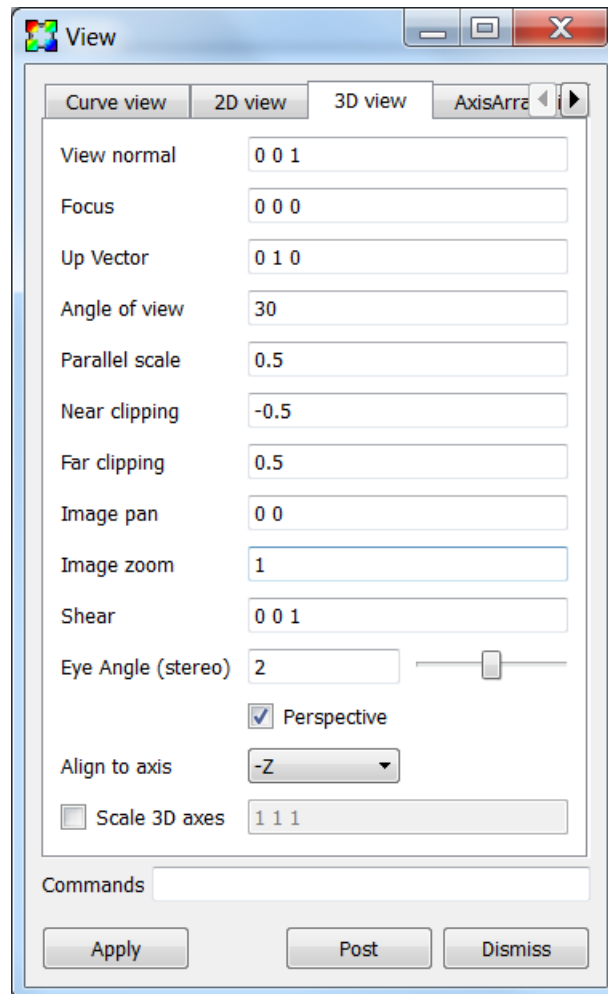 View
Curve view 2D view 3D view AxisArra
View normal 0 0 1
Focus 0 0 0
Up Vector 0 1 0
Angle of view 30
Parallel scale 0.5
Near clipping -0.5
Far clipping 0.5
Image pan 0 0
Image zoom 1
Shear 0 0 1
Eye Angle (stereo) 2
Perspective
Align to axis -Z
Scale 3D axes 1 1 1
Commands
Apply Post Dismiss